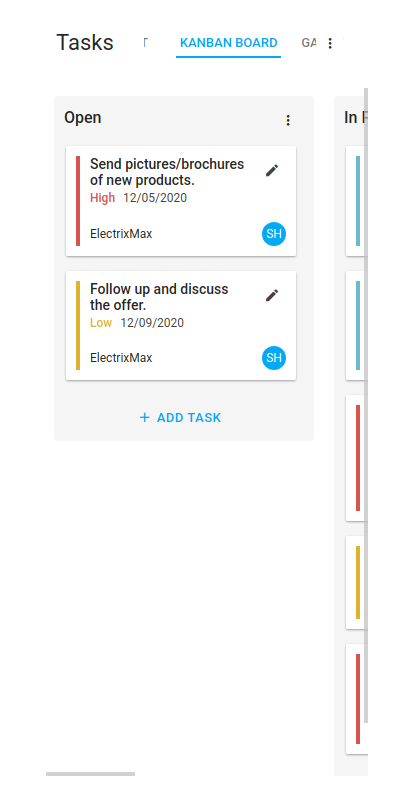 Tasks
T KANBAN BOARD GA
Open
In
Send pictures/brochures
of new products.
High 12/05/2020
ElectrixMax
SH
Follow up and discuss
the offer.
Low 12/09/2020
ElectrixMax
SH
+ ADD TASK